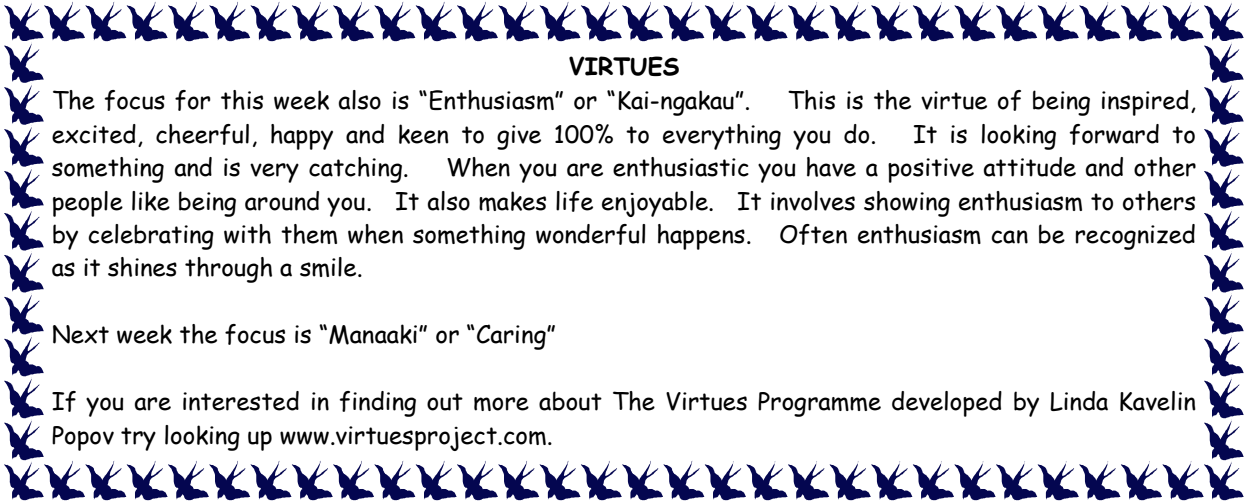 VIRTUES
The focus for this week also is “Enthusiasm” or “Kai-ngakau”. This is the virtue of being inspired,
excited, cheerful, happy and keen to give 100% to everything you do. It is looking forward to
something and is very catching. When you are enthusiastic you have a positive attitude and other
people like being around you. It also makes life enjoyable. It involves showing enthusiasm to others
by celebrating with them when something wonderful happens. Often enthusiasm can be recognized
as it shines through a smile.
Next week the focus is “Manaaki” or “Caring”
If you are interested in finding out more about The Virtues Programme developed by Linda Kavelin
Popov try looking up www.virtuesproject.com.